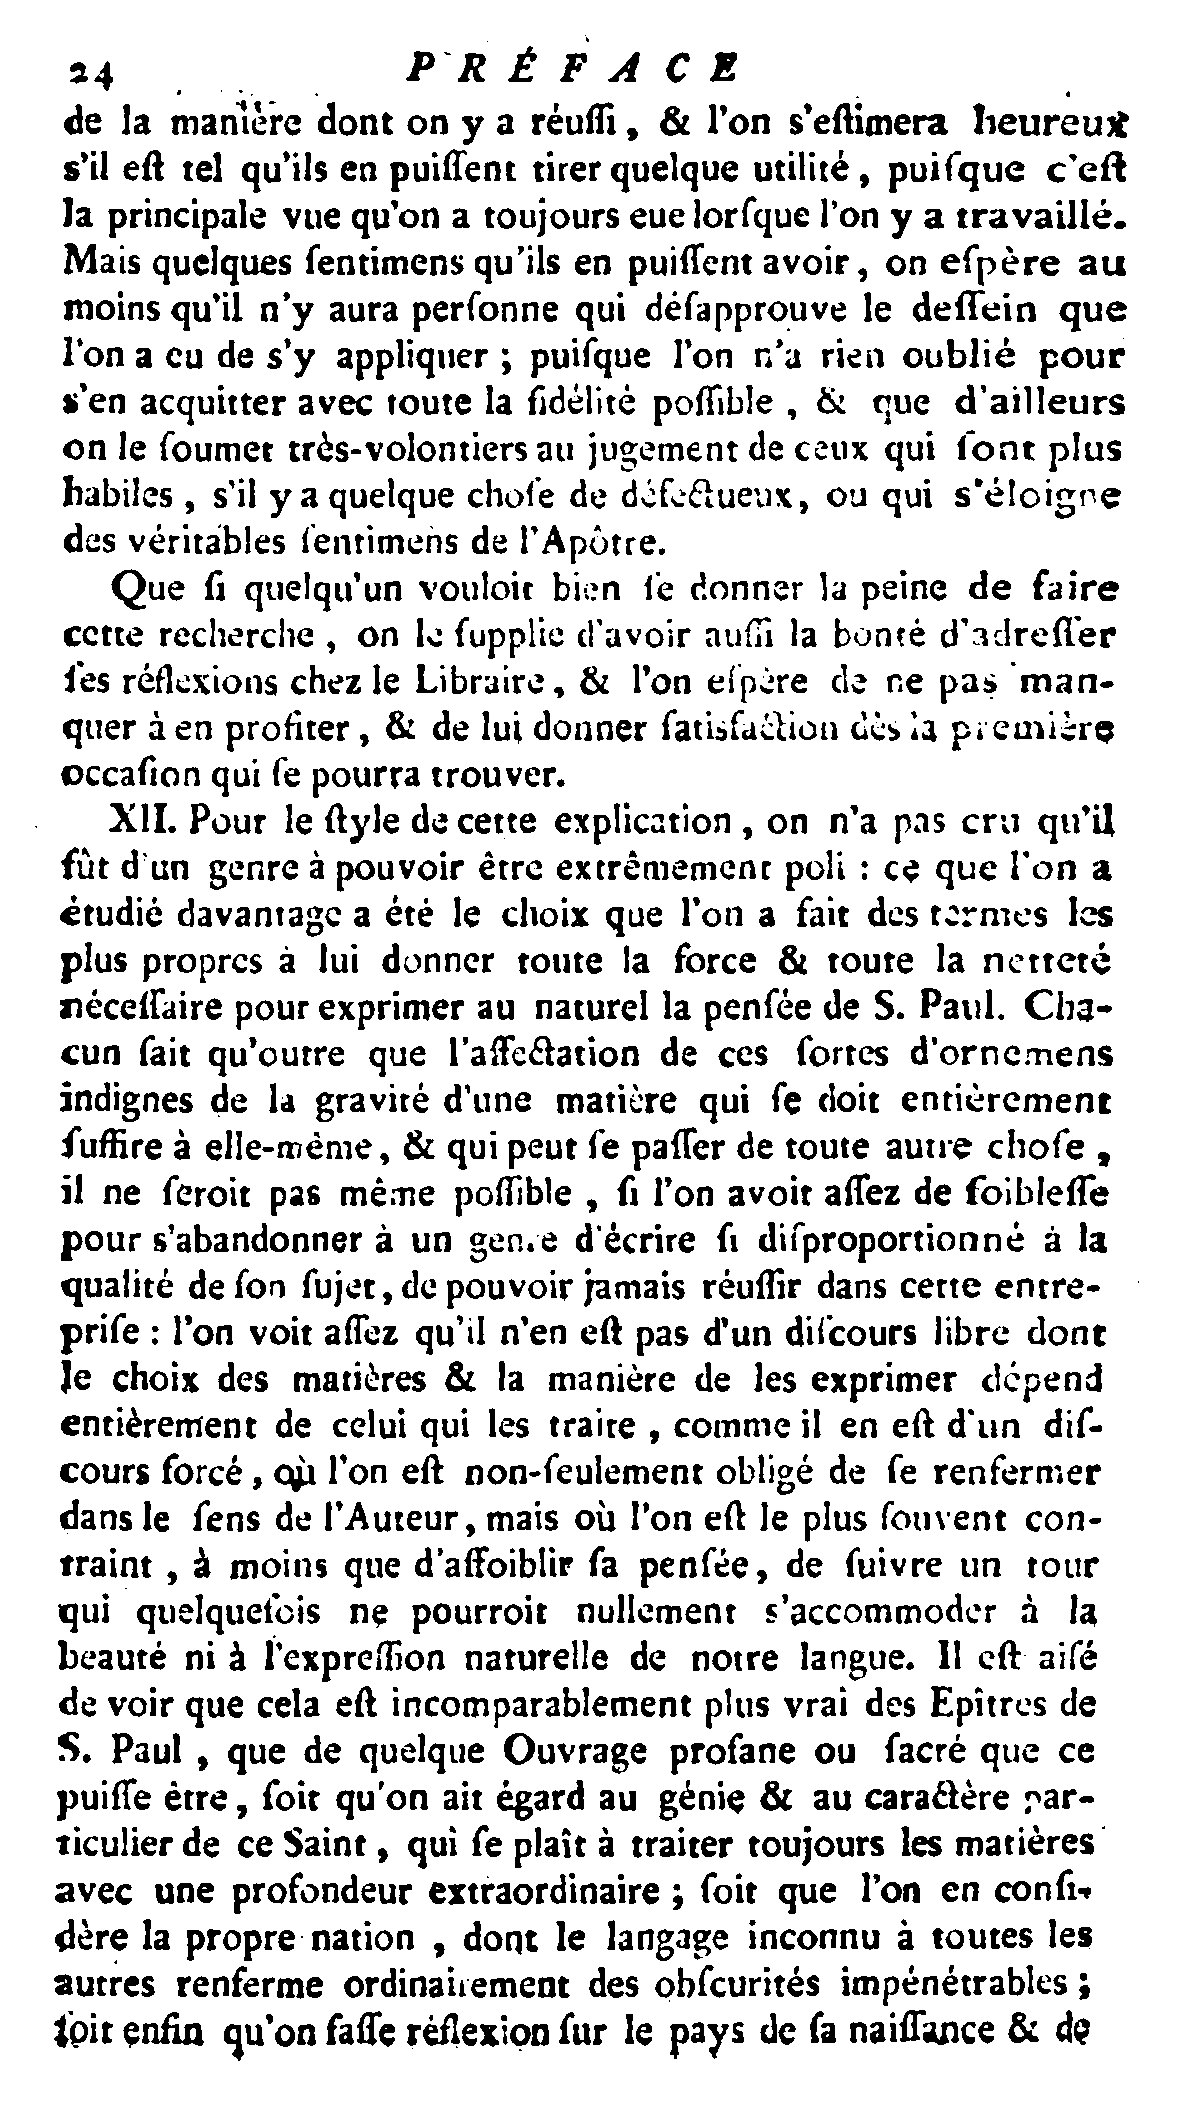 24 PRÉFACE
de la manière dont on y a réuſſi, & l'on s'eſtimera heureux
s'il eſt tel qu'ils en puiſſent tirer quelque utilité, puiſque c'eſt
la principale vue qu'on a toujours eue lorſque l'on y a travaillé.
Mais quelques ſentimens qu'ils en puiſſent avoir, on eſpère au
moins qu'il n'y aura perſonne qui déſapprouve le deſſein que
l'on a eu de s'y appliquer ; puiſque l'on n'a rien oublié pour
s'en acquitter avec toute la fidélité poſſible, & que d'ailleurs
on le ſoumet très-volontiers au jugement de ceux qui ſont plus
habiles, s'il y a quelque choſe de défectueux, ou qui s'éloigne
des véritables ſentimens de l'Apôtre.
Que ſi quelqu'un vouloit bien ſe donner la peine de faire
cette recherche, on le ſupplie d'avoir auſſi la bonté d'adreſſer
ſes réflexions chez le Libraire, & l'on eſpère de ne pas man-
quer à en profiter, & de lui donner ſatisfaction dès la première
occaſion qui ſe pourra trouver.
XII. Pour le ſtyle de cette explication, on n'a pas cru qu'il
fût d'un genre à pouvoir être extrêmement poli : ce que l'on a
étudié davantage a été le choix que l'on a fait des termes les
plus propres à lui donner toute la force & toute la netteté
néceſſaire pour exprimer au naturel la penſée de S. Paul. Cha-
cun ſait qu'outre que l'affectation de ces ſortes d'ornemens
indignes de la gravité d'une matière qui ſe doit entièrement
ſuffire à elle-même, & qui peut ſe paſſer de toute autre choſe,
il ne ſeroit pas même poſſible, ſi l'on avoit aſſez de foibleſſe
pour s'abandonner à un genre d'écrire ſi diſproportionné à la
qualité de ſon ſujet, de pouvoir jamais réuſſir dans cette entre-
priſe : l'on voit aſſez qu'il n'en eſt pas d'un diſcours libre dont
le choix des matières & la manière de les exprimer dépend
entièrement de celui qui les traite, comme il en eſt d'un diſ-
cours forcé, où l'on eſt non-ſeulement obligé de ſe renfermer
dans le ſens de l'Auteur, mais où l'on eſt le plus ſouvent con-
traint, à moins que d'affoiblir ſa penſée, de ſuivre un tour
qui quelquefois ne pourroit nullement s'accommoder à la
beauté ni à l'expreſſion naturelle de notre langue. Il eſt aiſé
de voir que cela eſt incomparablement plus vrai des Epîtres de
S. Paul, que de quelque Ouvrage profane ou ſacré que ce
puiſſe être, ſoit qu'on ait égard au génie & au caractère par-
ticulier de ce Saint, qui ſe plaît à traiter toujours les matières
avec une profondeur extraordinaire ; ſoit que l'on en conſi-
dère la propre nation, dont le langage inconnu à toutes les
autres renferme ordinairement des obſcurités impénétrables ;
ſoit enfin qu'on faſſe réflexion ſur le pays de ſa naiſſance & de